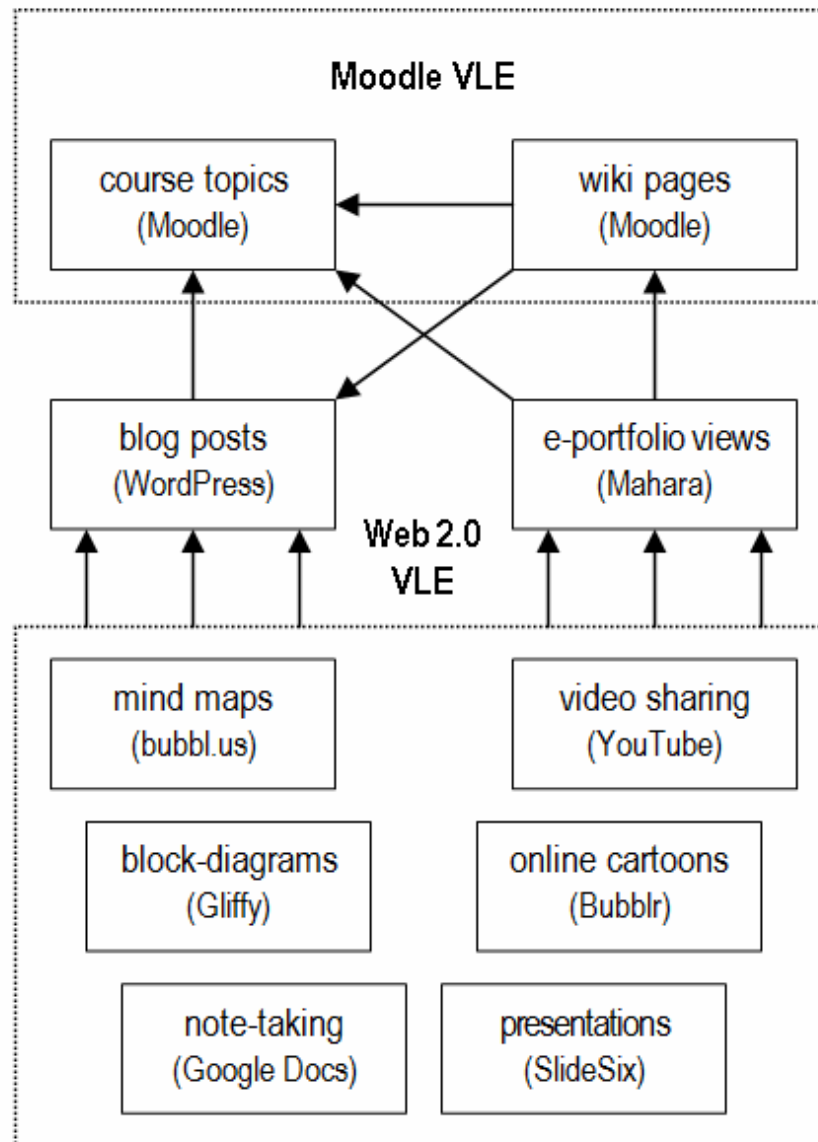 Moodle VLE
course topics
(Moodle)
wiki pages
(Moodle)
blog posts
(WordPress)
e-portfolio views
(Mahara)
Web 2.0
VLE
mind maps
(bubbl.us)
video sharing
(YouTube)
block-diagrams
(Gliffy)
online cartoons
(Bubblr)
note-taking
(Google Docs)
presentations
(SlideSix)